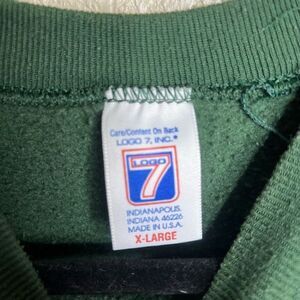 Care/Content On Back
LOGO 7, INC.®
LOGO
7
INDIANAPOLIS,
INDIANA 46226
MADE IN U.S.A.
X-LARGE